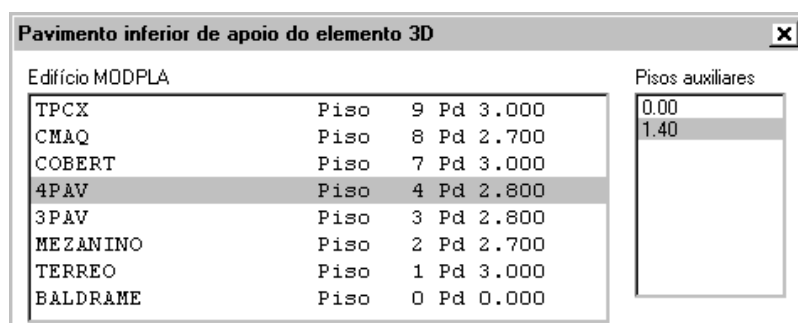 Pavimento inferior de apoio do elemento 3D
Edifício MODPLA
Pisos auxiliares
TPCX Piso 9 Pd 3.000
CMAQ Piso 8 Pd 2.700
COBERT Piso 7 Pd 3.000
4PAV Piso 4 Pd 2.800
3PAV Piso 3 Pd 2.800
MEZANINO Piso 2 Pd 2.700
TERREO Piso 1 Pd 3.000
BALDRAME Piso 0 Pd 0.000
0.00
1.40